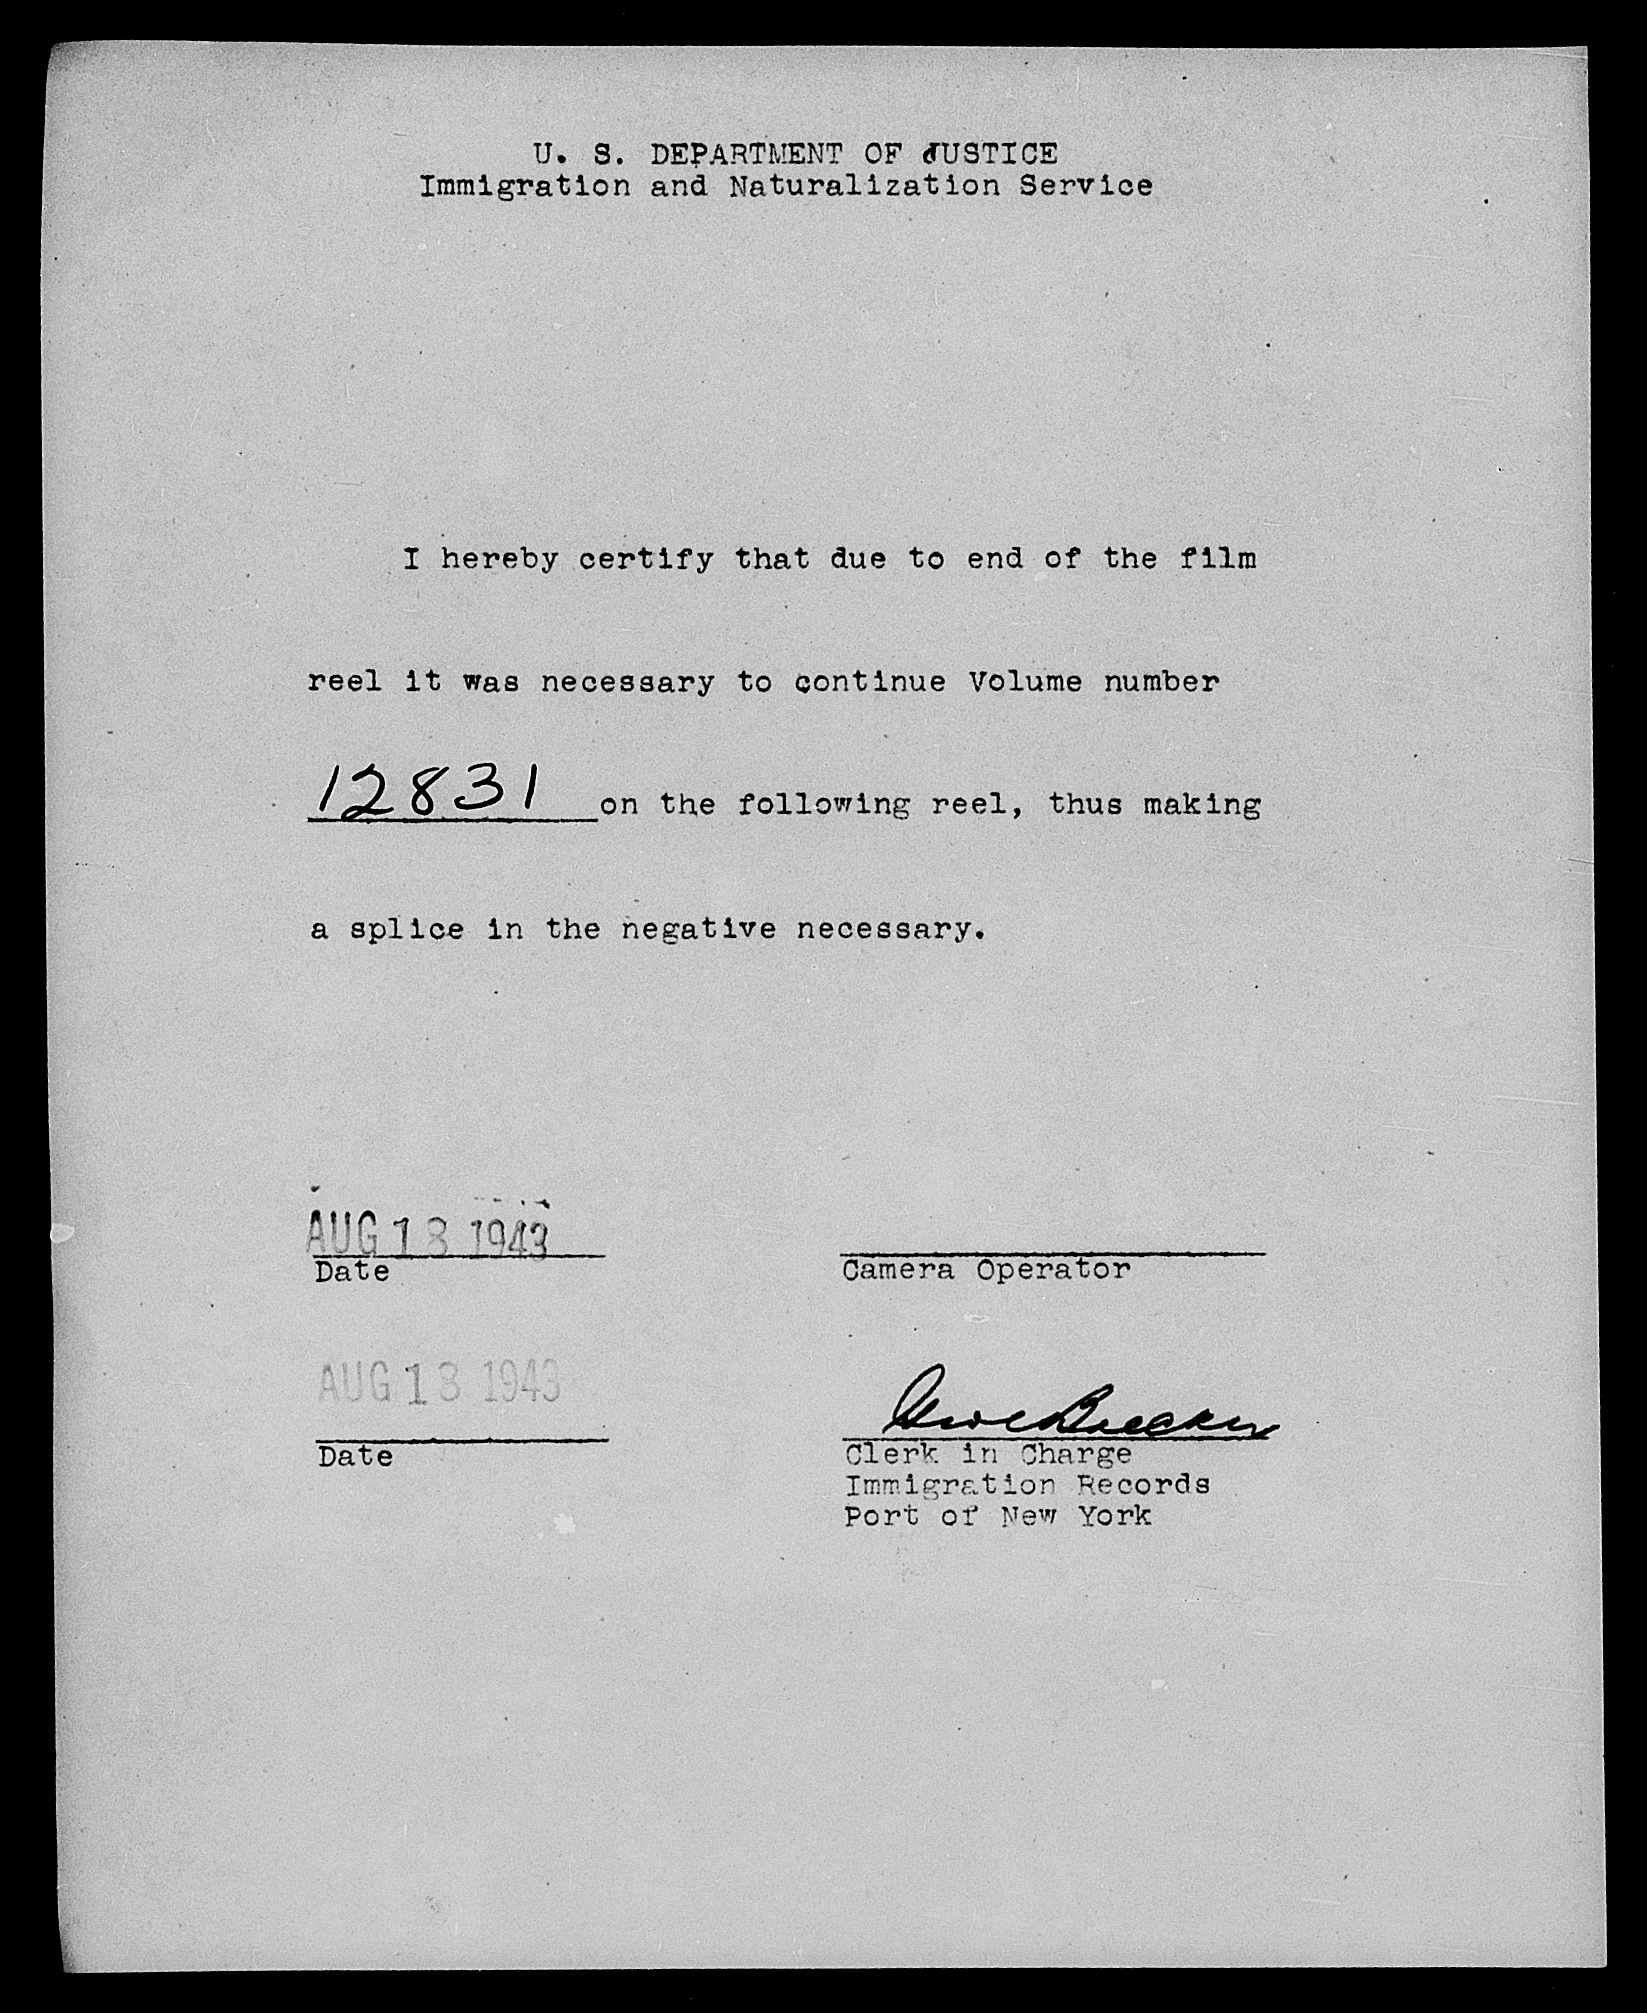 U. S. DEPARTMENT OF JUSTICE
Immigration and Naturalization Service
I hereby certify that due to end of the film
reel it was necessary to continue Volume number
12831 on the following reel, thus making
a splice in the negative necessary.
AUG 13 1943
Date
Camera Operator
AUG 13 1943
Date
Clerk in Charge
Immigration Records
Port of New York